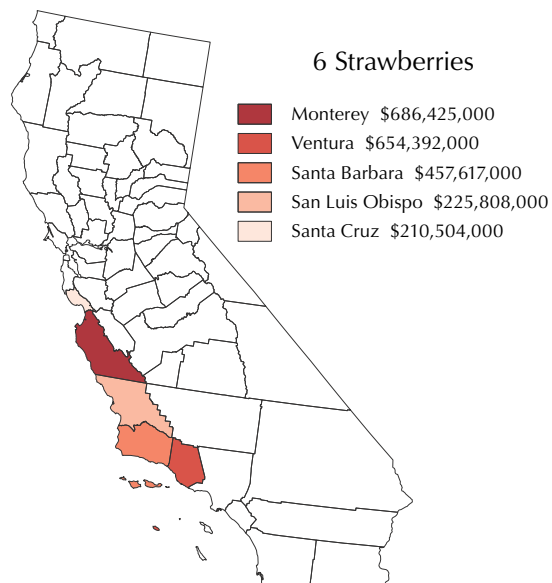 6 Strawberries
Monterey $686,425,000
Ventura $654,392,000
Santa Barbara $457,617,000
San Luis Obispo $225,808,000
Santa Cruz $210,504,000